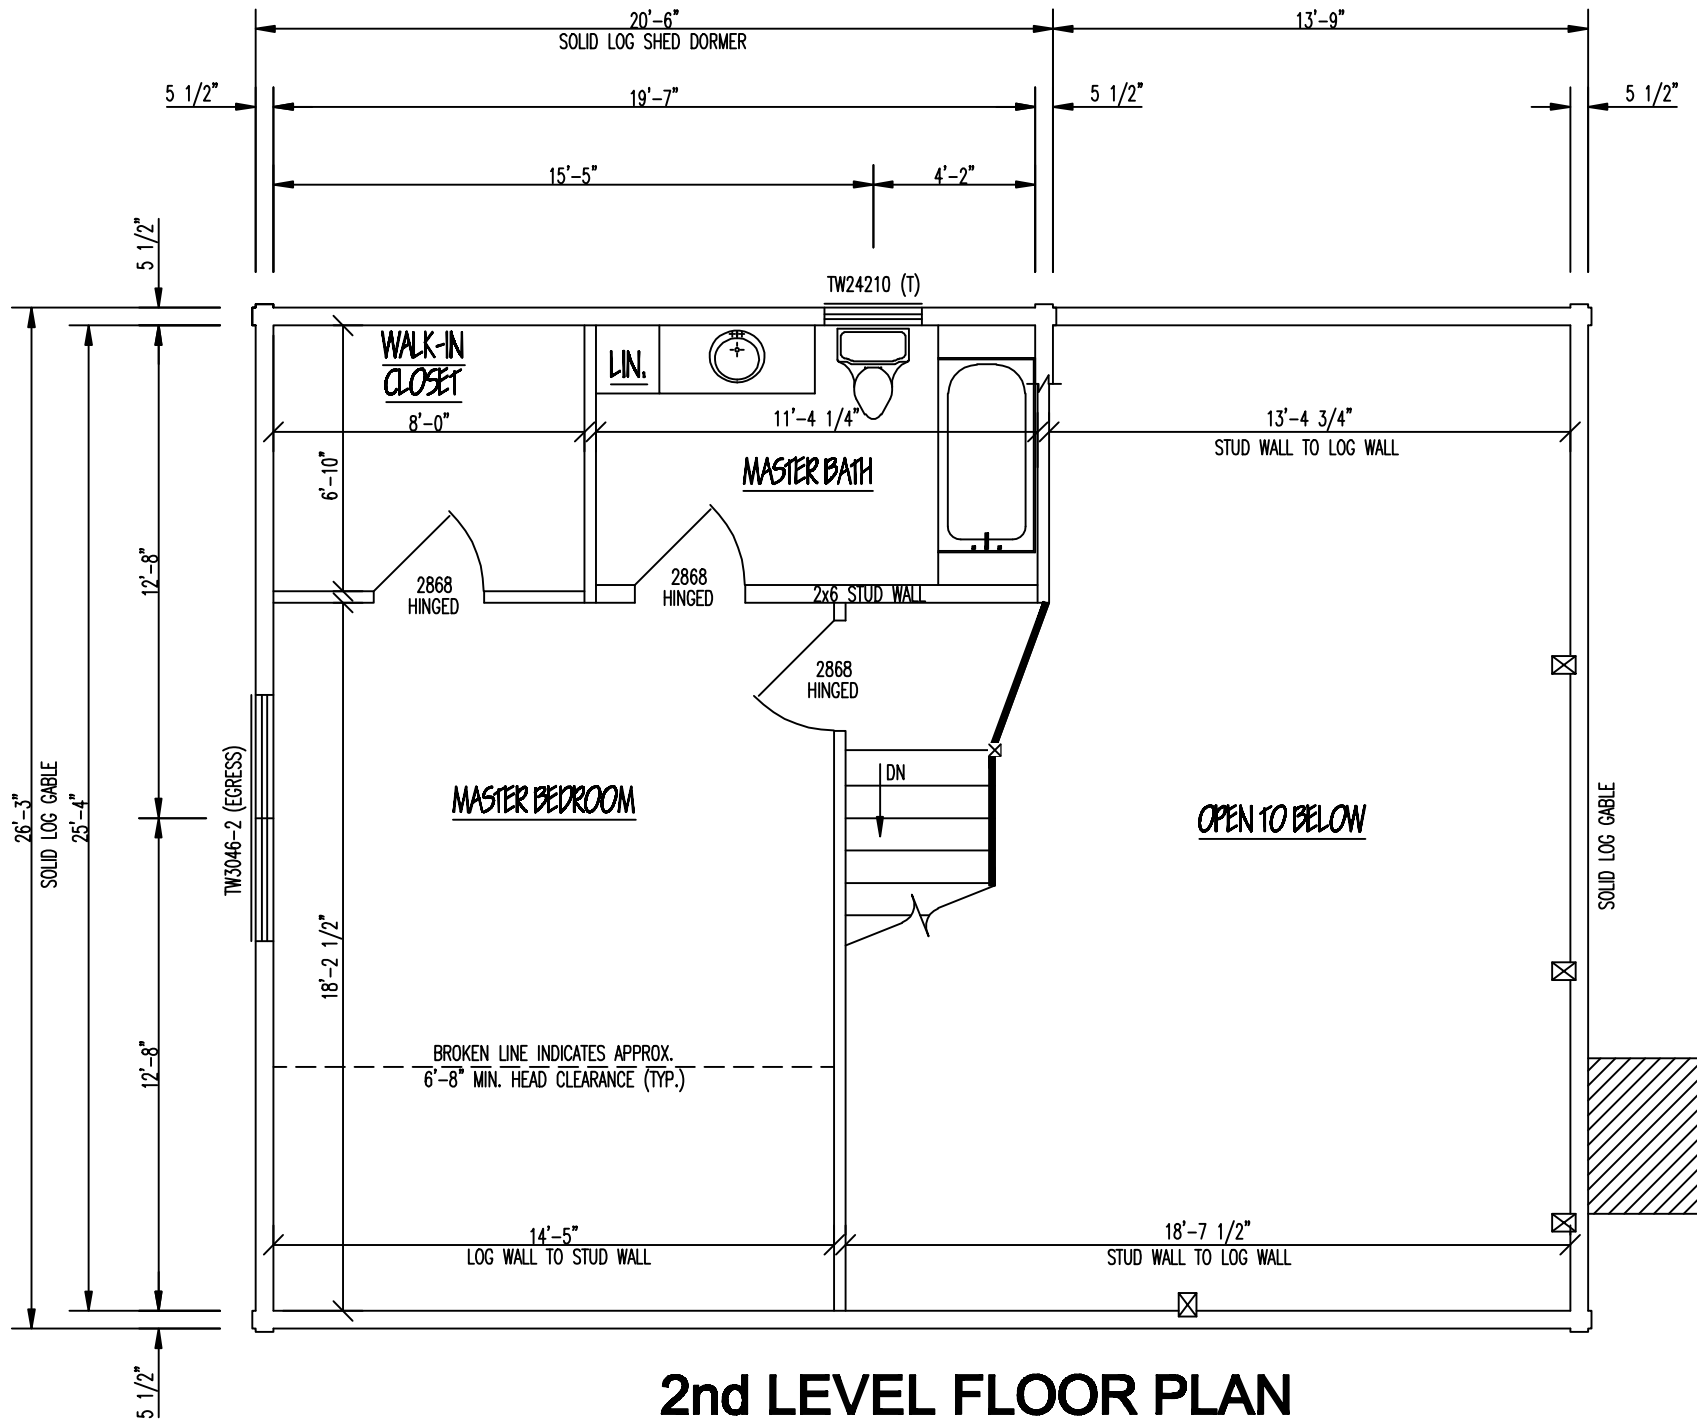 20'-6"
13'-9"
SOLID LOG SHED DORMER
5 1/2"
19'-7"
5 1/2"
5 1/2"
15'-5"
4'-2"
5 1/2"
TW24210 (T)
WALK-IN
CLOSET
LIN.
8'-0"
11'-4 1/4"
13'-4 3/4"
STUD WALL TO LOG WALL
MASTER BATH
6'-10"
12'-8"
2868
HINGED
2868
HINGED
2x6 STUD WALL
2868
HINGED
DN
MASTER BEDROOM
OPEN TO BELOW
26'-3"
SOLID LOG GABLE
25'-4"
TW3046-2 (EGRESS)
SOLID LOG GABLE
18'-2 1/2"
12'-8"
BROKEN LINE INDICATES APPROX.
6'-8" MIN. HEAD CLEARANCE (TYP.)
14'-5"
LOG WALL TO STUD WALL
18'-7 1/2"
STUD WALL TO LOG WALL
5 1/2"
2nd LEVEL FLOOR PLAN